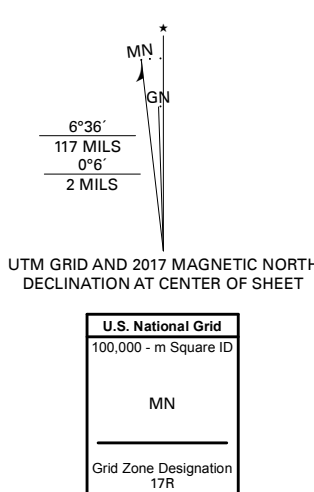 ★
MN
GN
6°36´
117 MILS
0°6´
2 MILS
UTM GRID AND 2017 MAGNETIC NORTH
DECLINATION AT CENTER OF SHEET
U.S. National Grid
100,000 - m Square ID
MN
Grid Zone Designation
17R